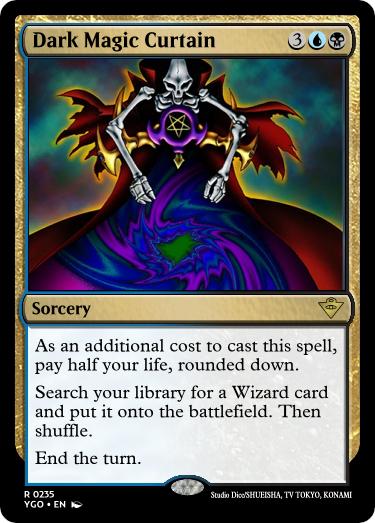 Dark Magic Curtain 3
Sorcery
As an additional cost to cast this spell,
pay half your life, rounded down.
Search your library for a Wizard card
and put it onto the battlefield. Then
shuffle.
End the turn.
R 0235
YGO • EN
Studio Dice/SHUEISHA, TV TOKYO, KONAMI